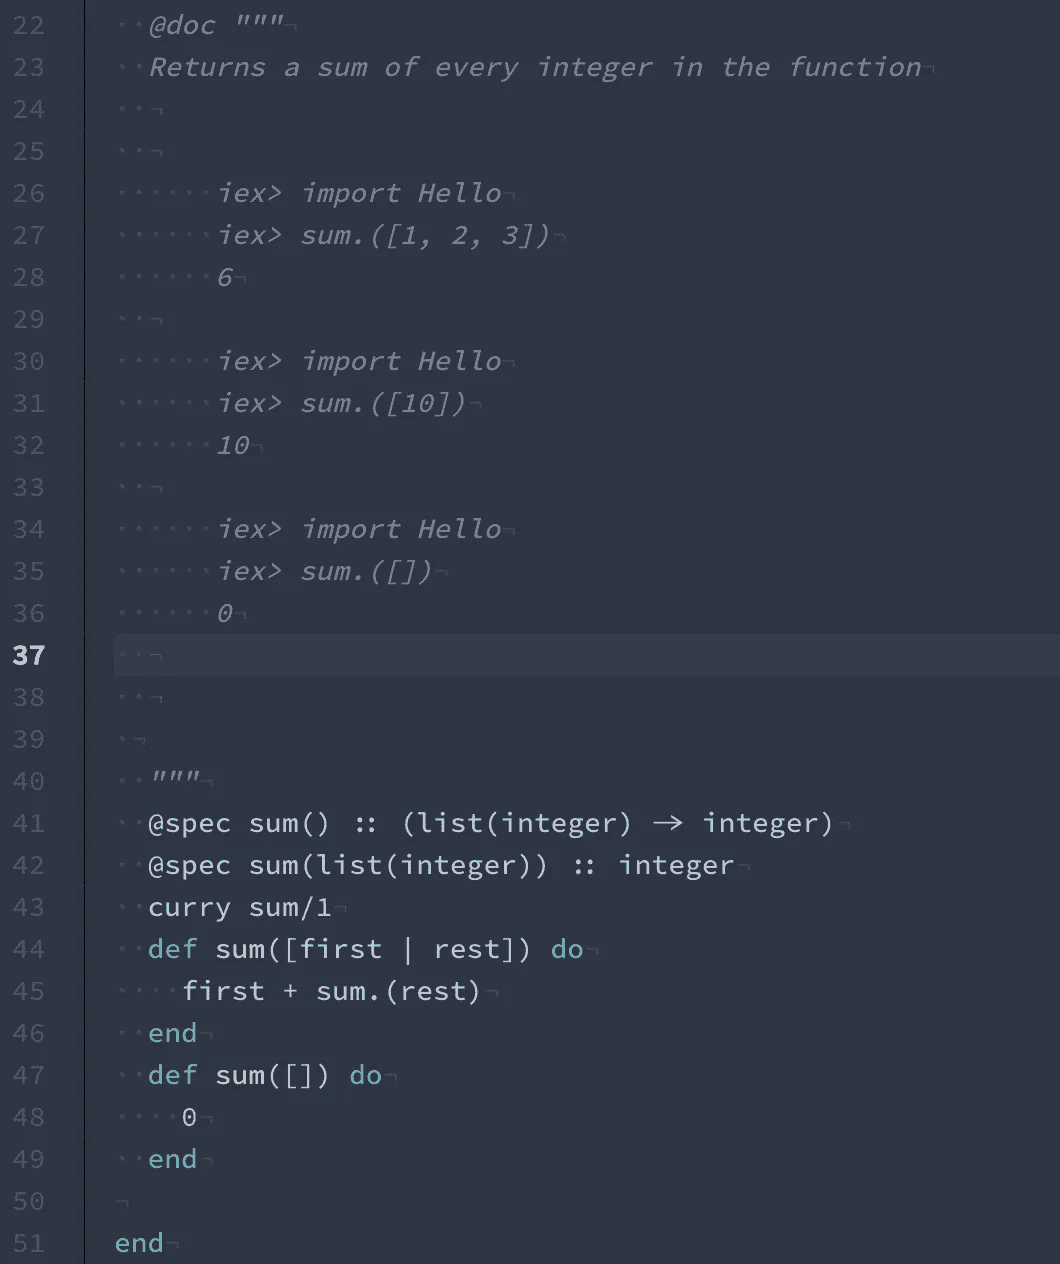 22 @doc """
23 Returns a sum of every integer in the function
24
25
26 iex> import Hello
27 iex> sum.([1, 2, 3])
28 6
29
30 iex> import Hello
31 iex> sum.([10])
32 10
33
34 iex> import Hello
35 iex> sum.([])
36 0
37
38
39
40 """
41 @spec sum() :: (list(integer) -> integer)
42 @spec sum(list(integer)) :: integer
43 curry sum/1
44 def sum([first | rest]) do
45 first + sum.(rest)
46 end
47 def sum([]) do
48 0
49 end
50
51 end